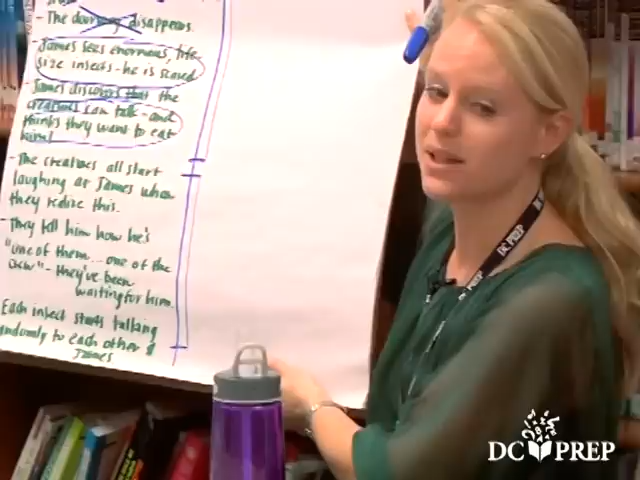 - The doorway disappears.
James sees enormous, life
size insects - he is scared
- James discovers that the
creatures can talk - and
thinks they want to eat
him!
- The creatures all start
laughing at James when
they realize this.
- They tell him how he's
"one of them... one of the
crew" - they've been
waiting for him.
Each insect starts talking
randomly to each other &
James
DC PREP
DC PREP